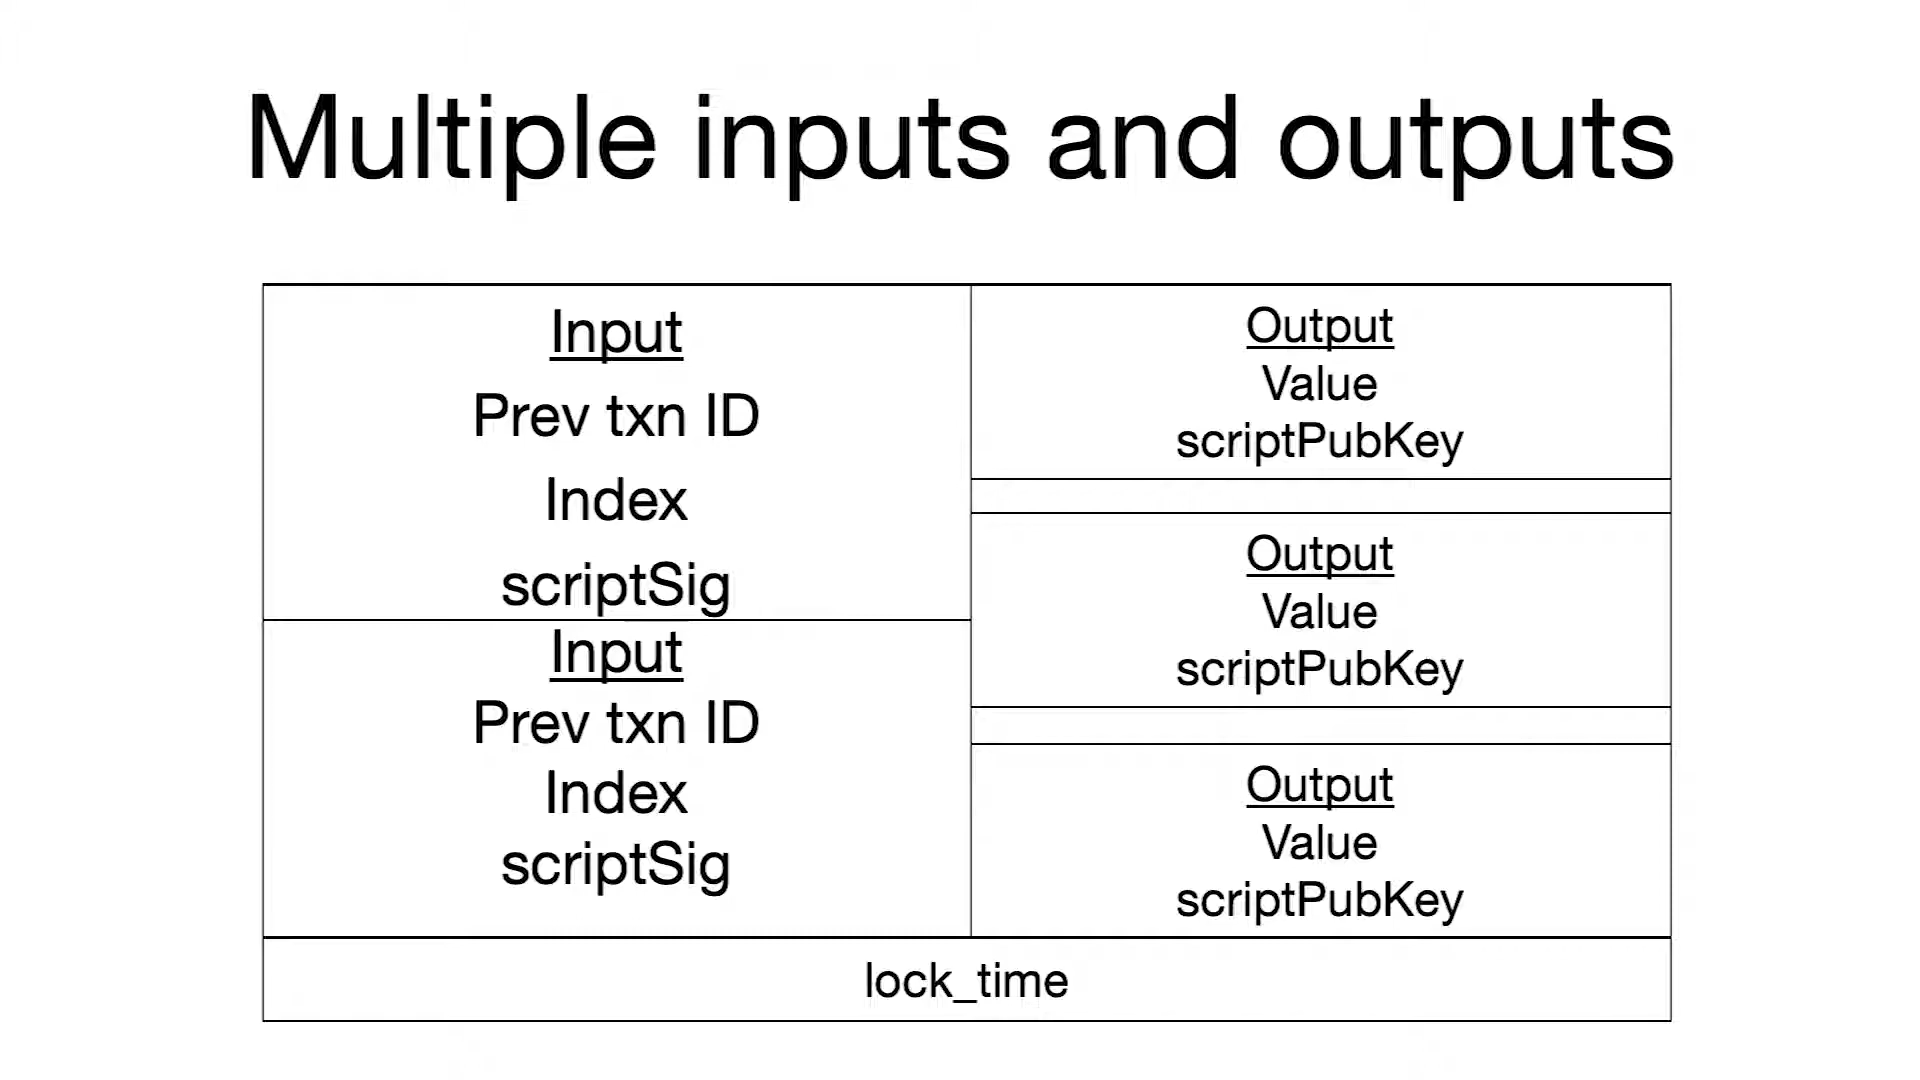 Multiple inputs and outputs
Input
Prev txn ID
Index
scriptSig
Input
Prev txn ID
Index
scriptSig
Output
Value
scriptPubKey
Output
Value
scriptPubKey
Output
Value
scriptPubKey
lock_time